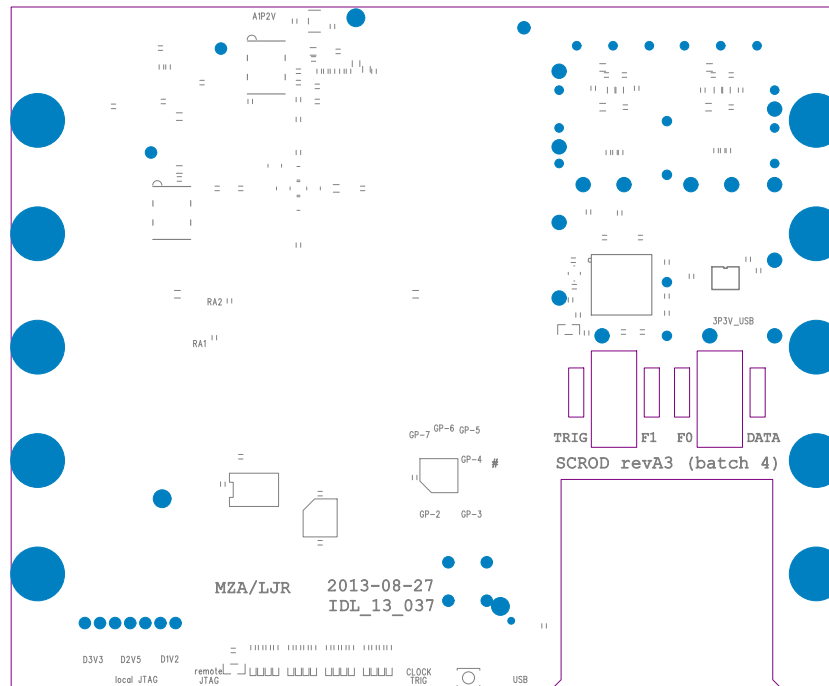 A1P2V
RA2
3P3V_USB
RA1
GP-6
GP-7
GP-5
TRIG F1 F0 DATA
GP-4 #
SCROD revA3 (batch 4)
GP-2 GP-3
MZA/LJR 2013-08-27
IDL_13_037
D3V3 D2V5 D1V2
local JTAG
remote
JTAG
CLOCK
TRIG
USB